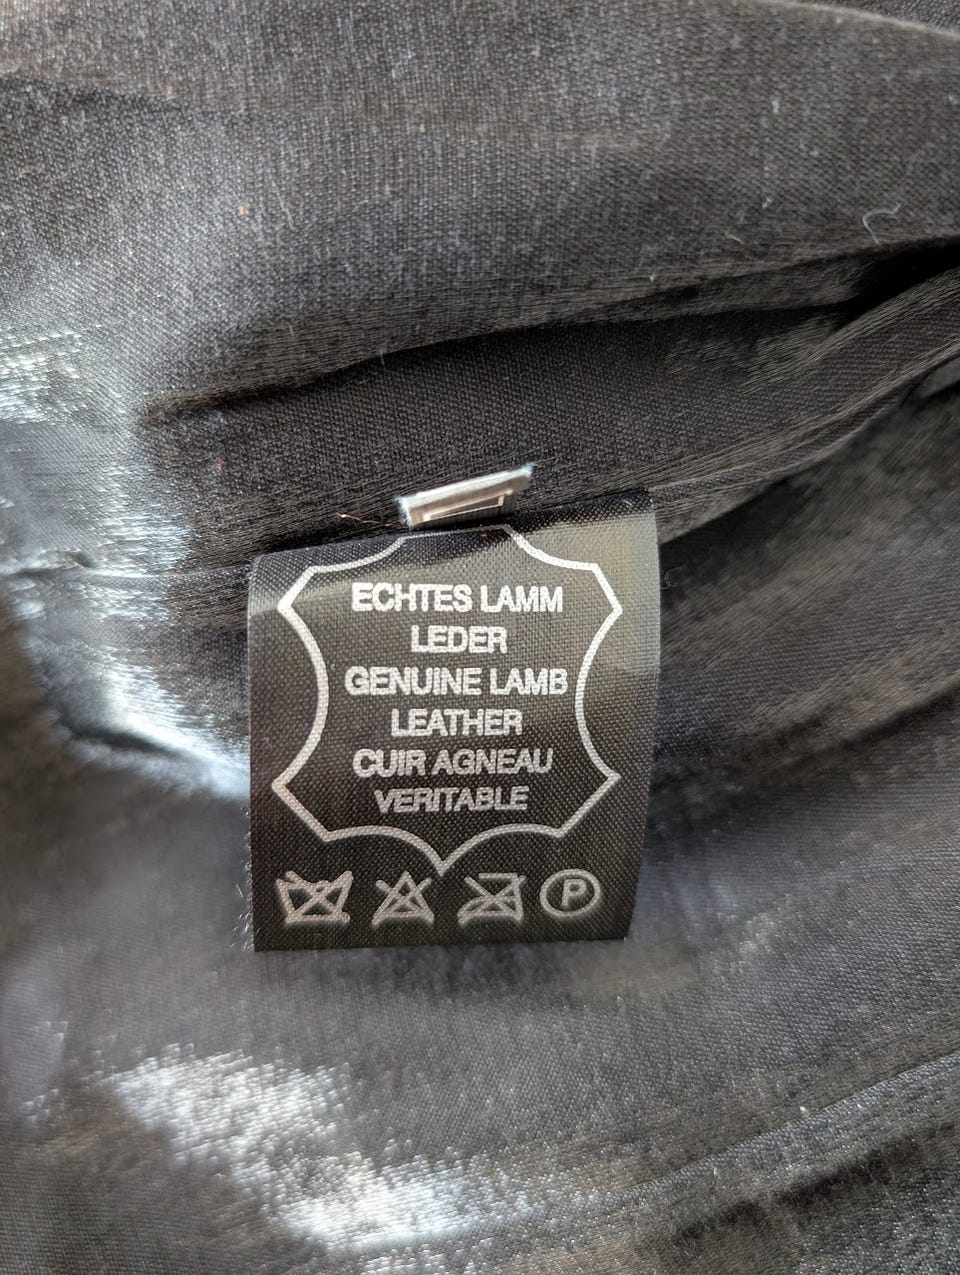 ECHTES LAMM
LEDER
GENUINE LAMB
LEATHER
CUIR AGNEAU
VERITABLE
P